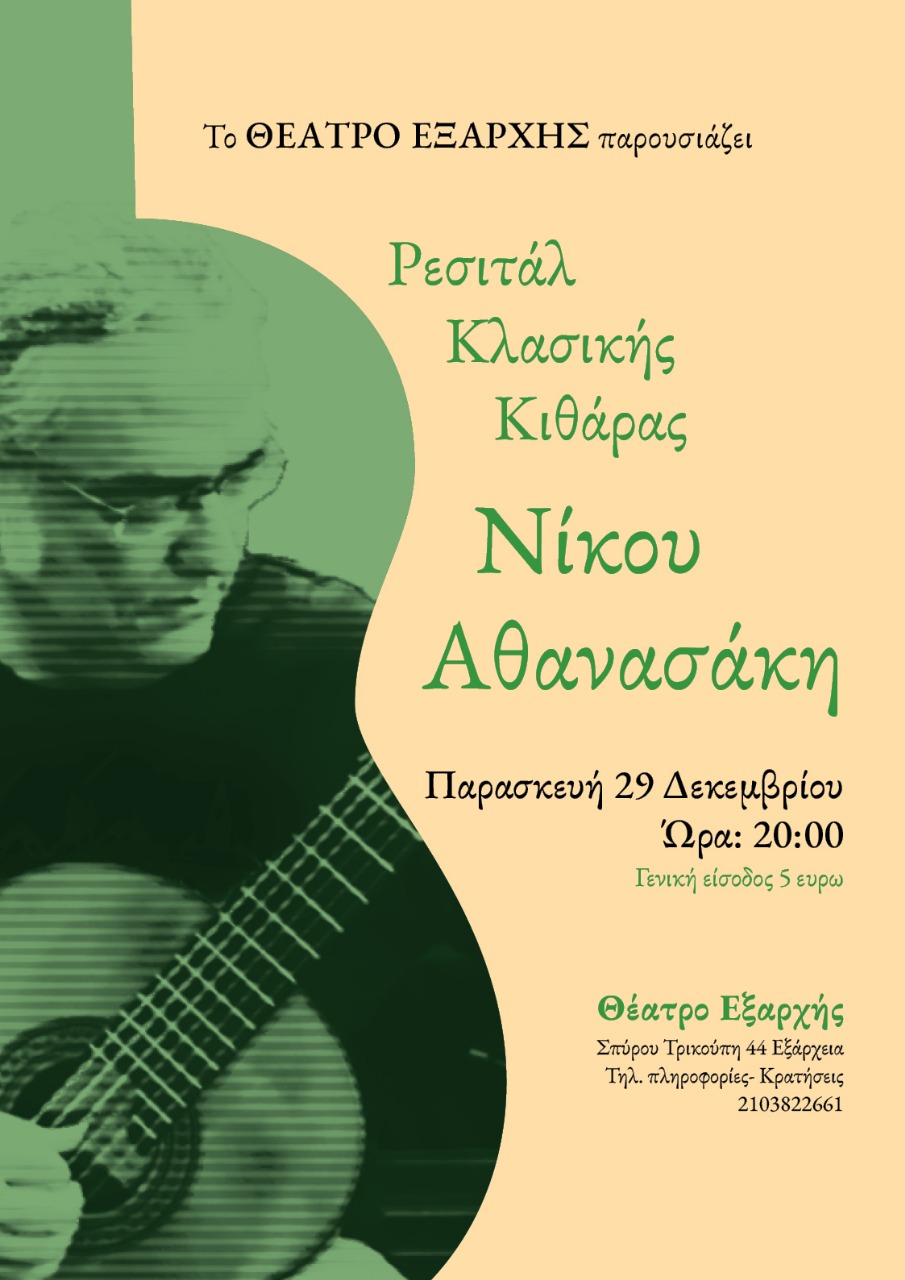 Το ΘΕΑΤΡΟ ΕΞΑΡΧΗΣ παρουσιάζει
Ρεσιτάλ
Κλασικής
Κιθάρας
Νίκου
Αθανασάκη
Παρασκευή 29 Δεκεμβρίου
Ώρα: 20:00
Γενική είσοδος 5 ευρω
Θέατρο Εξαρχής
Σπύρου Τρικούπη 44 Εξάρχεια
Τηλ. πληροφορίες- Κρατήσεις
2103822661